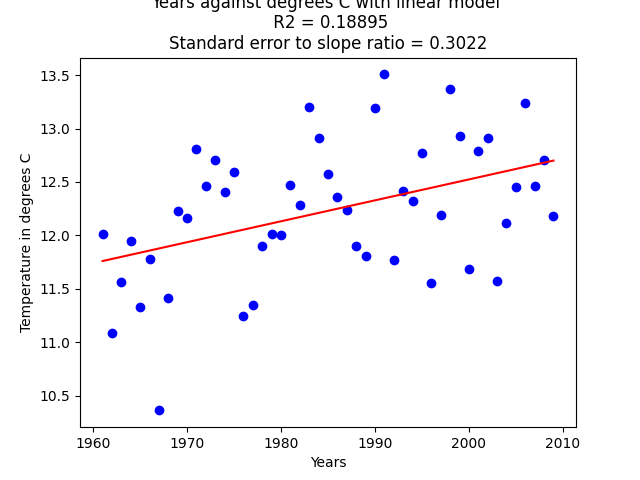 Years against degrees C with linear model
R2 = 0.18895
Standard error to slope ratio = 0.3022
13.5
13.0
12.5
12.0
11.5
11.0
10.5
Temperature in degrees C
1960 1970 1980 1990 2000 2010
Years